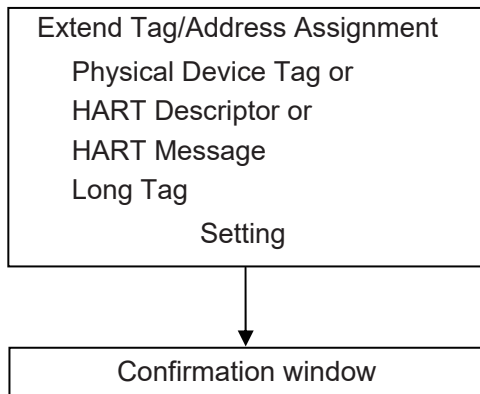 Extend Tag/Address Assignment
Physical Device Tag or
HART Descriptor or
HART Message
Long Tag
Setting
Confirmation window